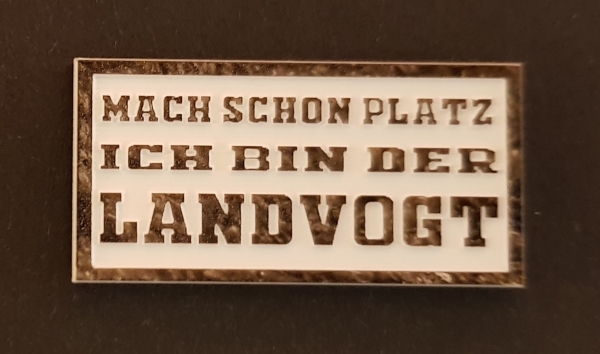 MACH SCHON PLATZ
ICH BIN DER
LANDVOGT